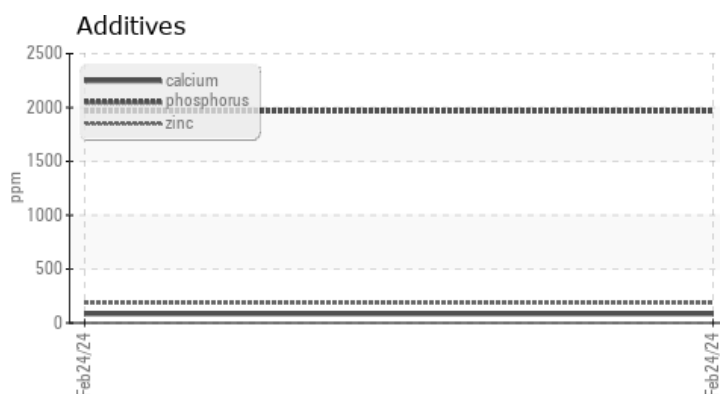 Additives
2500
2000
1500
1000
500
0
ppm
calcium
phosphorus
zinc
Feb24/24
Feb24/24